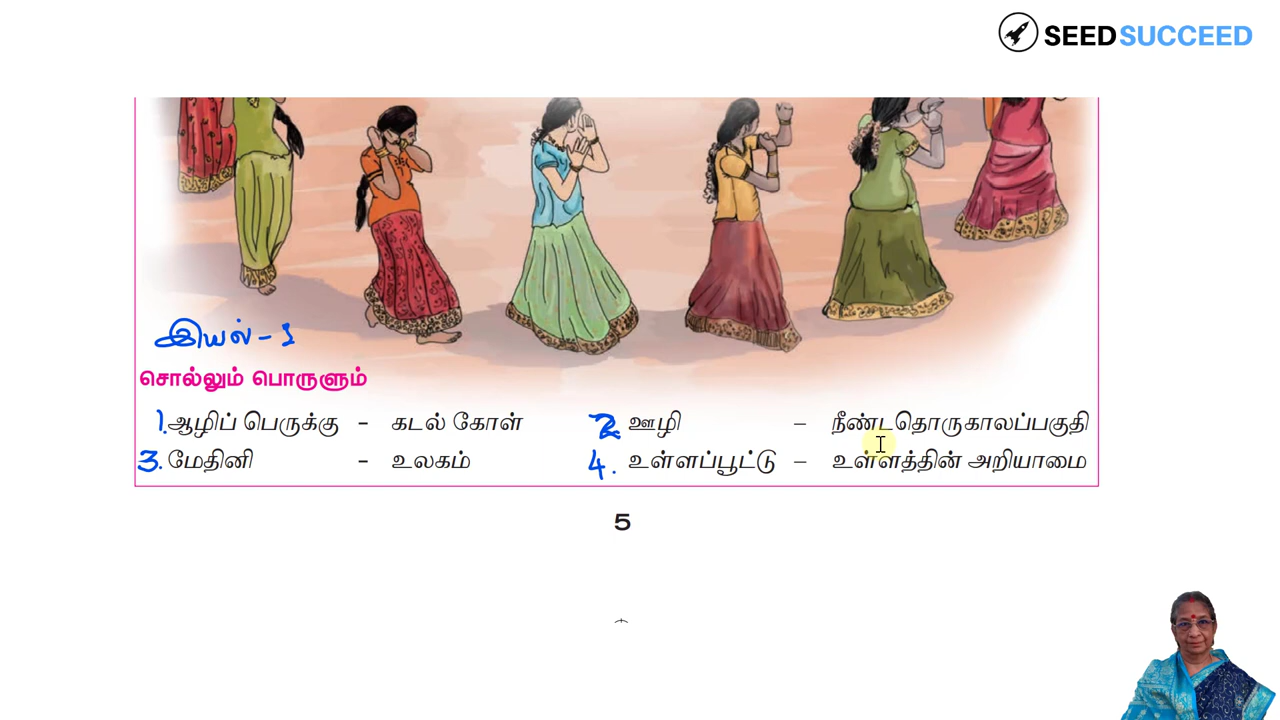 SEEDSUCCEED
இயல் - 1
சொல்லும் பொருளும்
1. ஆழிப் பெருக்கு - கடல் கோள் 2. ஊழி – நீண்டதொருகாலப்பகுதி
3. மேதினி - உலகம் 4. உள்ளப்பூட்டு – உள்ளத்தின் அறியாமை
5